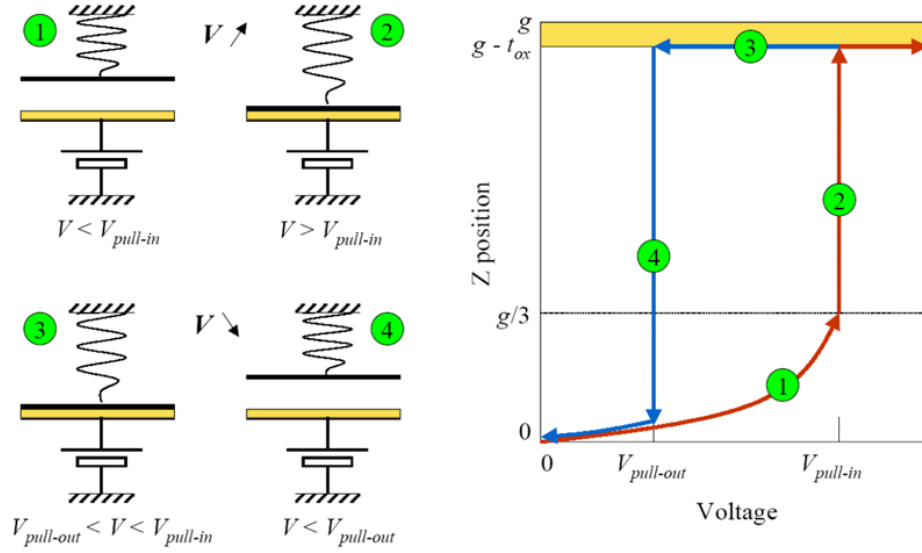 1
V ↗
2
V < V_pull-in
V > V_pull-in
3
V ↘
4
V_pull-out < V < V_pull-in
V < V_pull-out
g
g - t_ox
3
2
4
Z position
g/3
1
0
0
V_pull-out
V_pull-in
Voltage